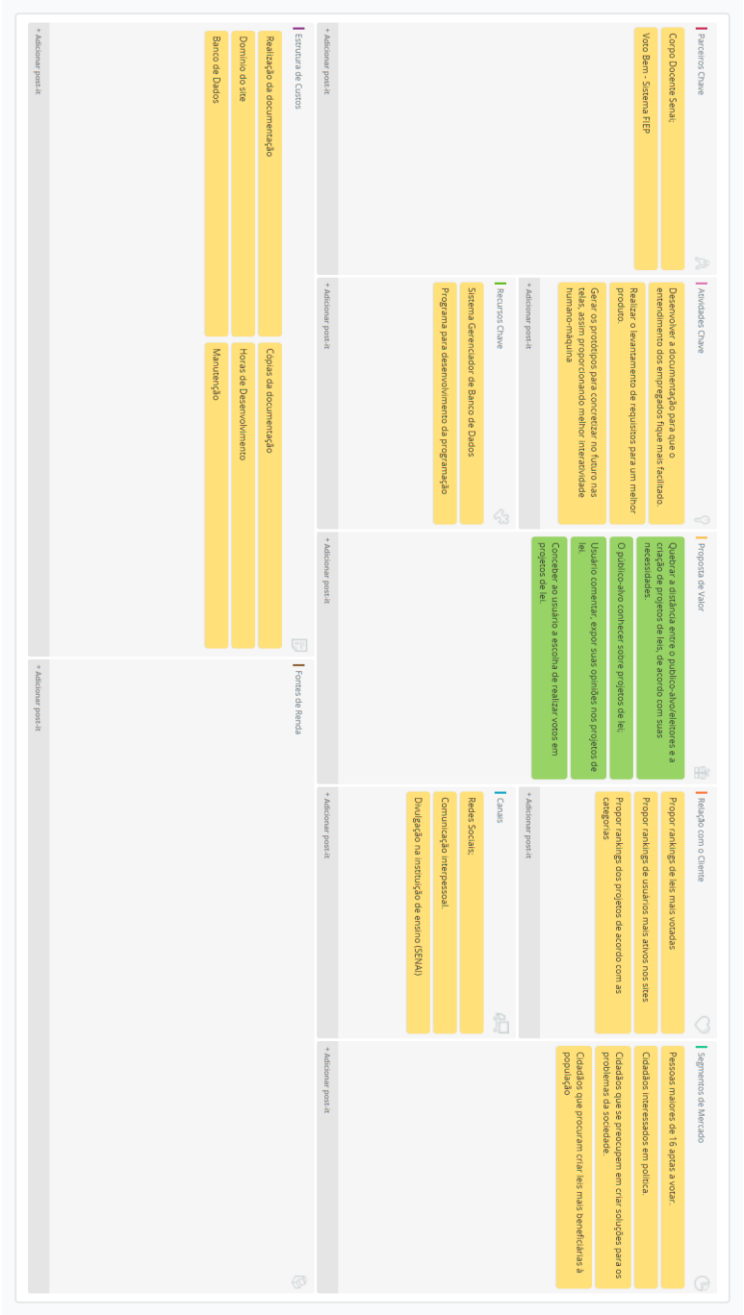 Parceiros Chave
Corpo Docente Senai;
Voto Bem - Sistema FIEP
+ Adicionar post-it
Atividades Chave
Desenvolver a documentação para que o
entendimento dos empregados fique mais facilitado.
Realizar o levantamento de requisitos para um melhor
produto.
Gerar os protótipos para concretizar no futuro nas
telas, assim proporcionando melhor interatividade
humano-máquina
+ Adicionar post-it
Recursos Chave
Sistema Gerenciador de Banco de Dados
Programa para desenvolvimento da programação
+ Adicionar post-it
Proposta de Valor
Quebrar a distância entre o público-alvo/eleitores e a
criação de projetos de leis, de acordo com suas
necessidades.
O público-alvo conhecer sobre projetos de lei;
Usuário comentar, expor suas opiniões nos projetos de
lei.
Conceber ao usuário a escolha de realizar votos em
projetos de lei.
+ Adicionar post-it
Relação com o Cliente
Propor rankings de leis mais votadas
Propor rankings de usuários mais ativos nos sites
Propor rankings dos projetos de acordo com as
categorias
+ Adicionar post-it
Canais
Redes Sociais;
Comunicação interpessoal.
Divulgação na instituição de ensino (SENAI)
+ Adicionar post-it
Segmentos de Mercado
Pessoas maiores de 16 aptas a votar.
Cidadãos interessados em política.
Cidadãos que se preocupem em criar soluções para os
problemas da sociedade.
Cidadãos que procuram criar leis mais beneficiárias à
população
+ Adicionar post-it
Estrutura de Custos
Realização da documentação
Cópias da documentação
Domínio do site
Horas de Desenvolvimento
Banco de Dados
Manutenção
+ Adicionar post-it
Fontes de Renda
+ Adicionar post-it